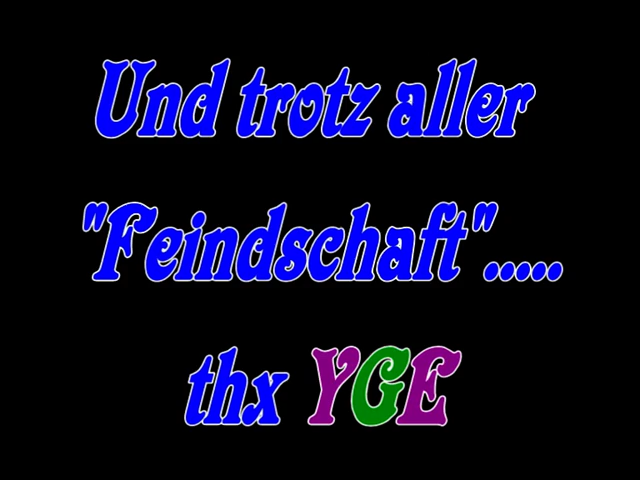 Und trotz aller
"Feindschaft".....
thx YGE